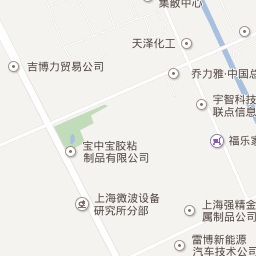 集散中心
天泽化工
吉博力贸易公司
乔力雅·中国总
宇智科技
联点信息
福乐家
宝中宝胶粘
制品有限公司
上海微波设备
研究所分部
上海强精金
属制品公司
雷博新能源
汽车技术公司